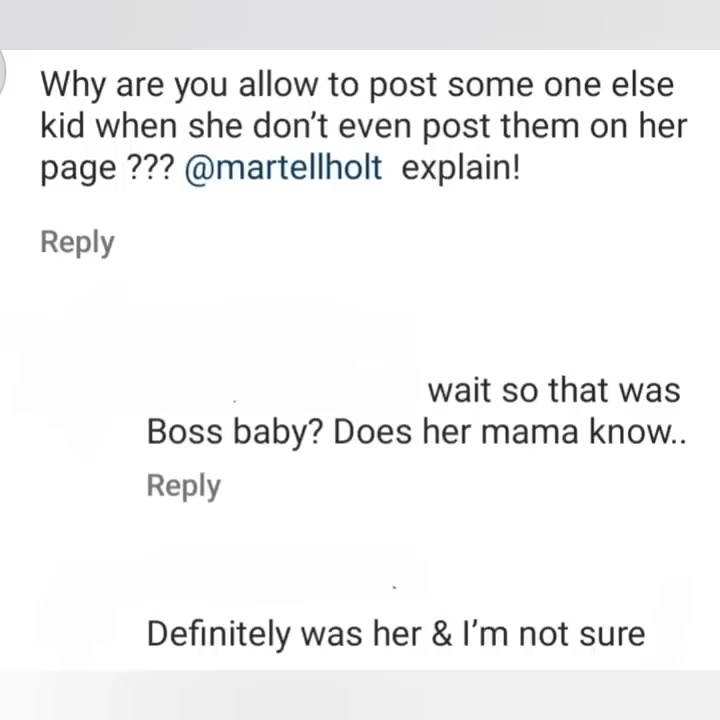 Why are you allow to post some one else
kid when she don't even post them on her
page ??? @martellholt explain!
Reply
wait so that was
Boss baby? Does her mama know..
Reply
Definitely was her & I'm not sure